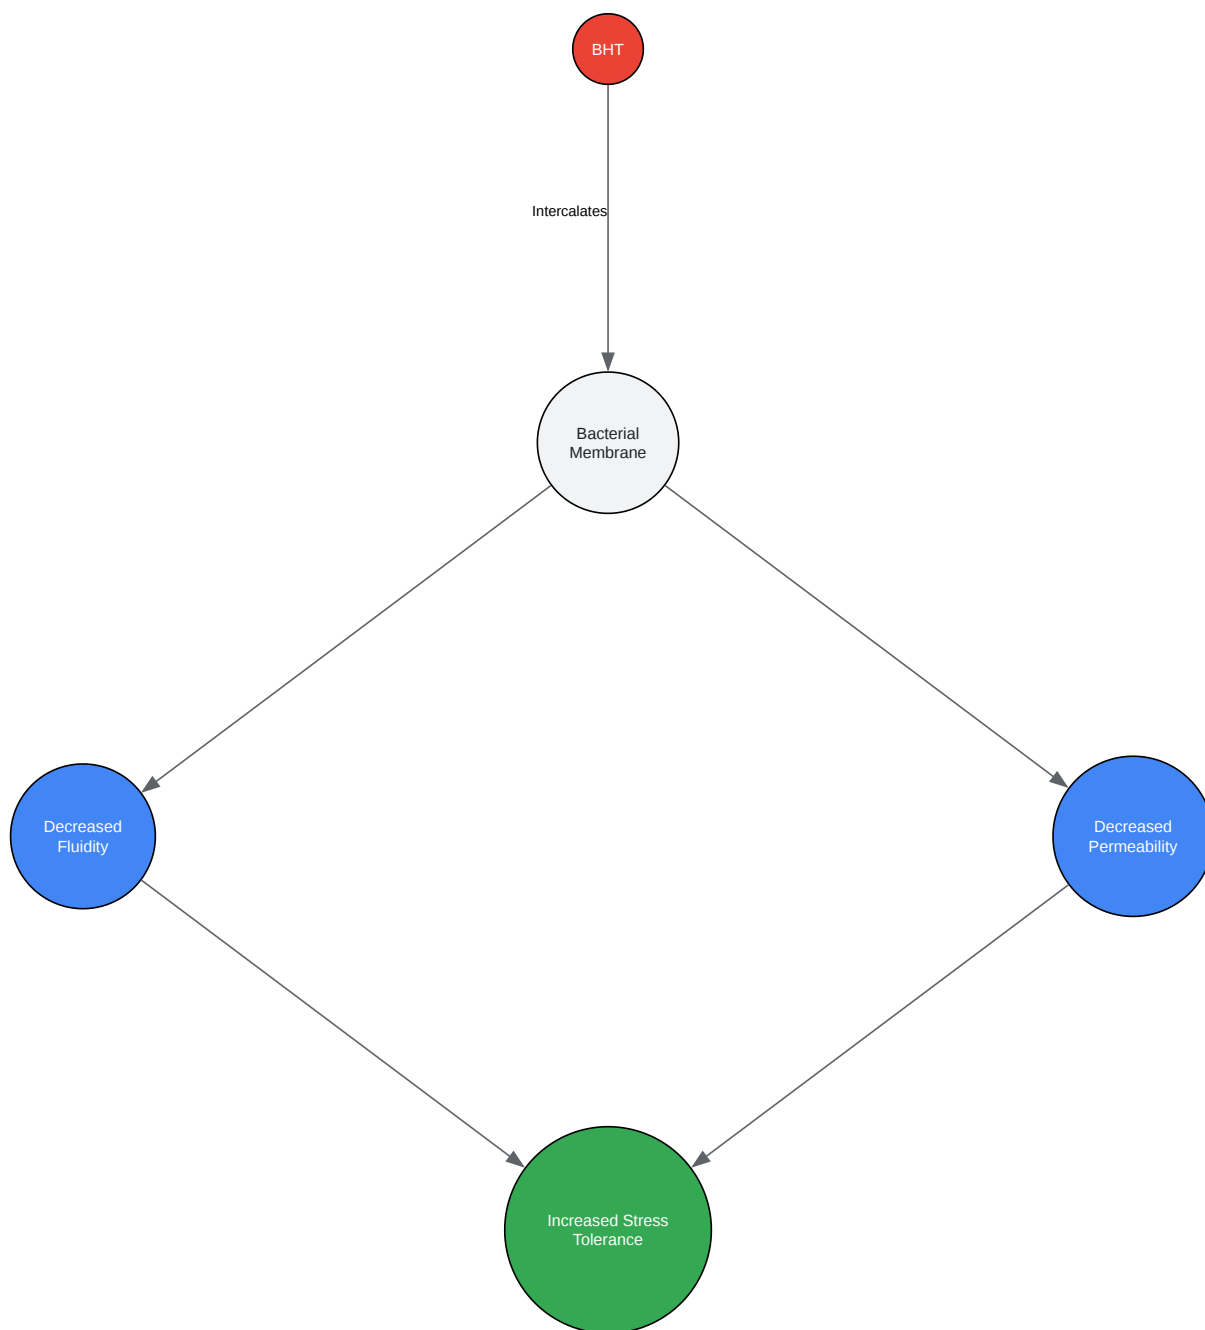 BHT
Intercalates
Bacterial
Membrane
Decreased
Fluidity
Decreased
Permeability
Increased Stress
Tolerance